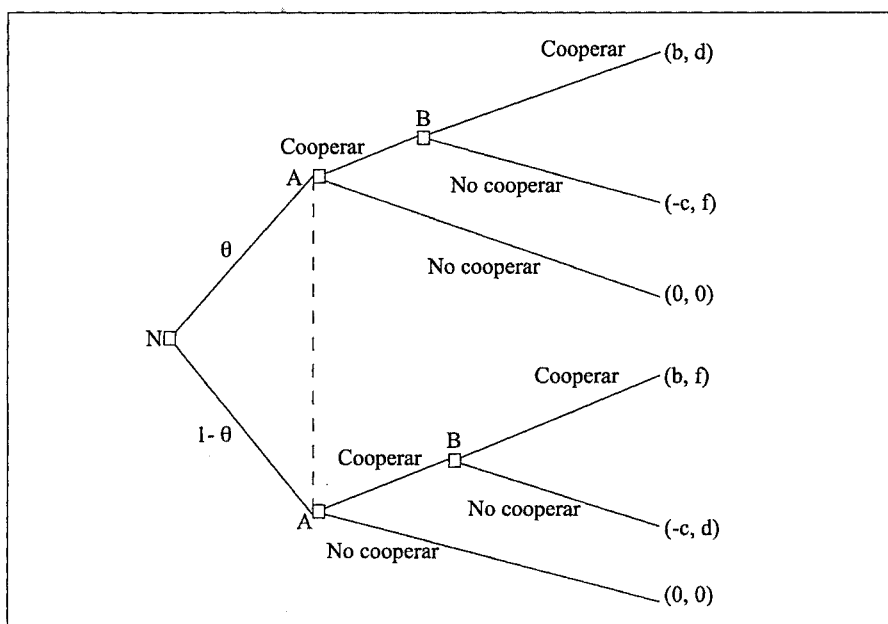 Cooperar
(b, d)
B
Cooperar
A
No cooperar
(-c, f)
θ
No cooperar
(0, 0)
N
Cooperar
(b, f)
1- θ
B
Cooperar
A
No cooperar
(-c, d)
No cooperar
(0, 0)